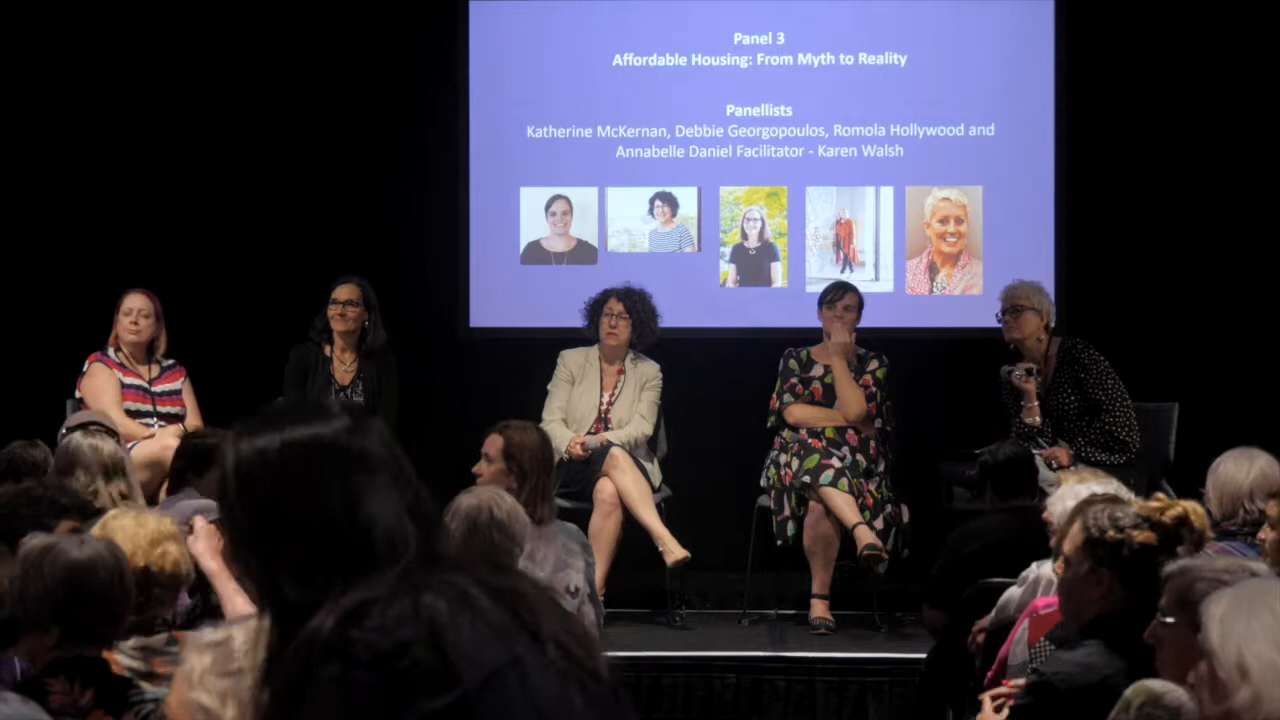 Panel 3
Affordable Housing: From Myth to Reality
Panellists
Katherine McKernan, Debbie Georgopoulos, Romola Hollywood and
Annabelle Daniel Facilitator - Karen Walsh